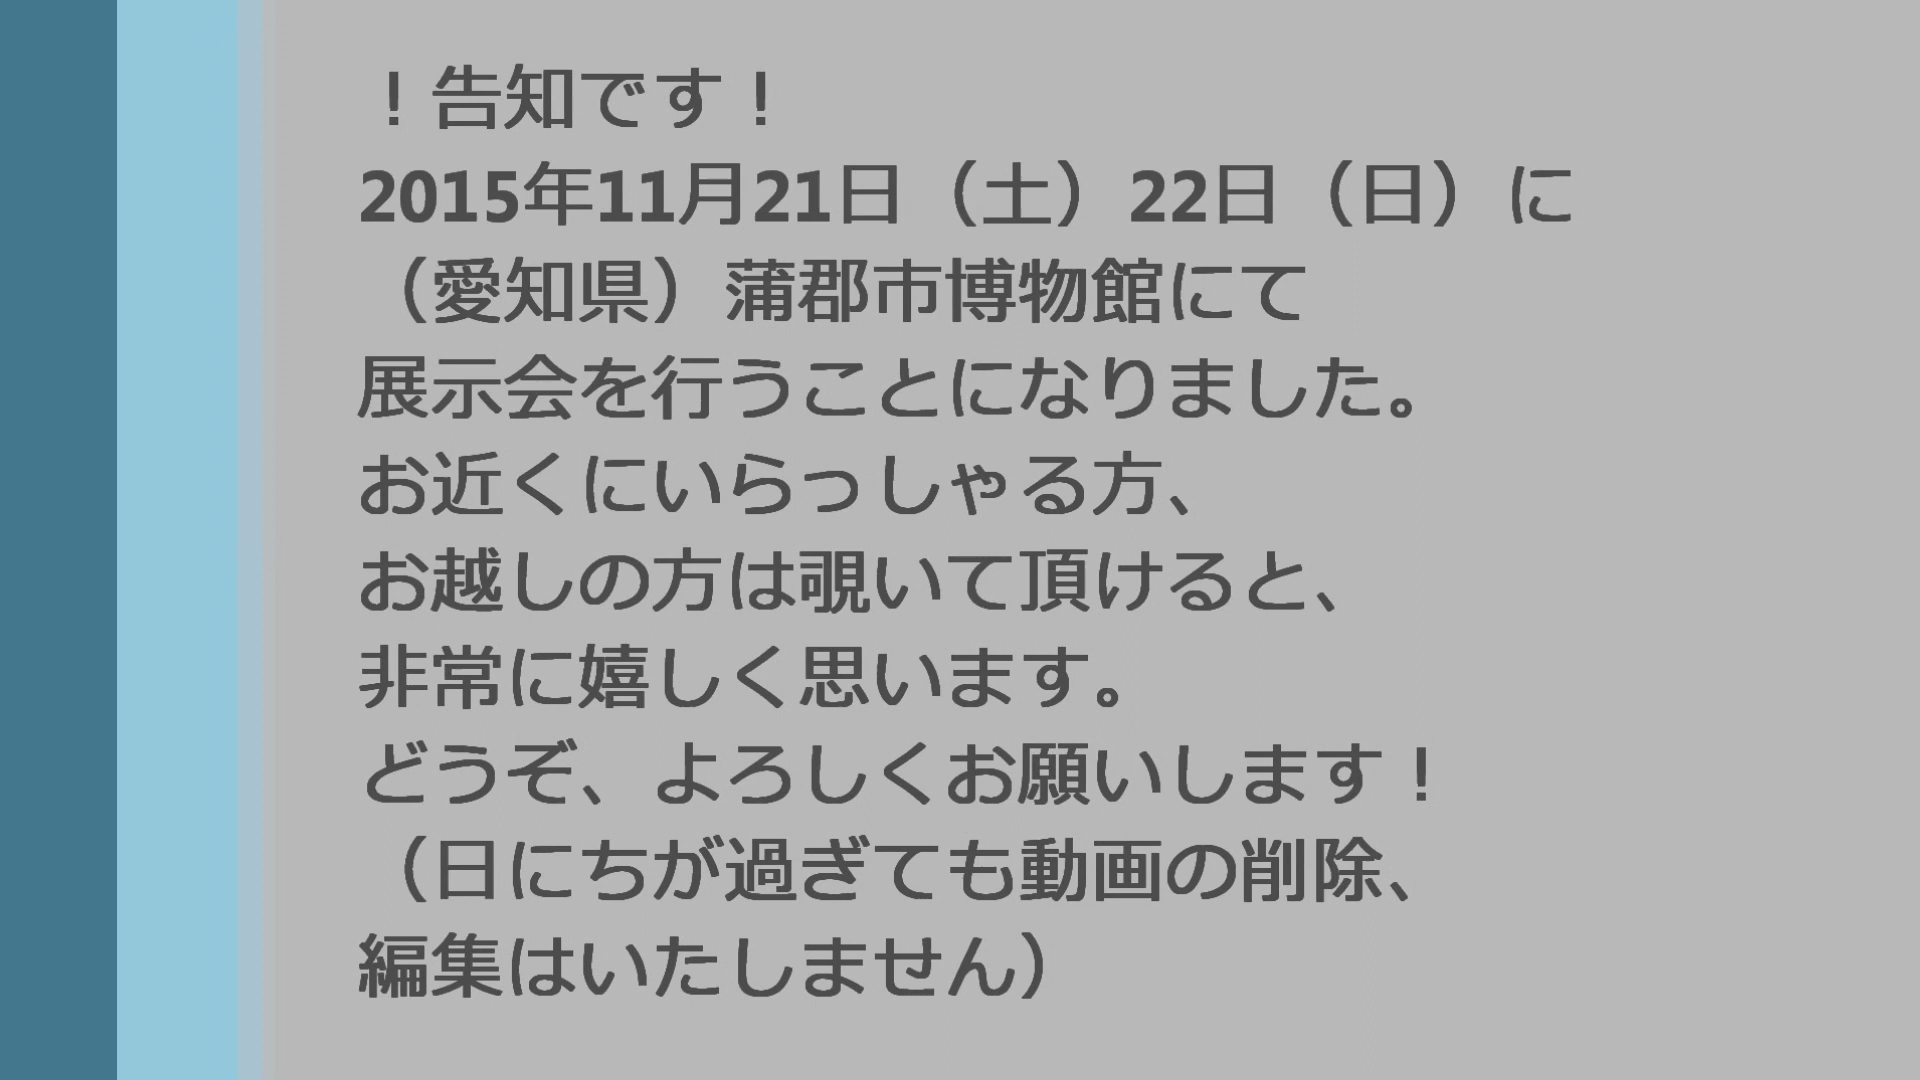 ！告知です！
2015年11月21日（土）22日（日）に
（愛知県）蒲郡市博物館にて
展示会を行うことになりました。
お近くにいらっしゃる方、
お越しの方は覗いて頂けると、
非常に嬉しく思います。
どうぞ、よろしくお願いします！
（日にちが過ぎても動画の削除、
編集はいたしません）